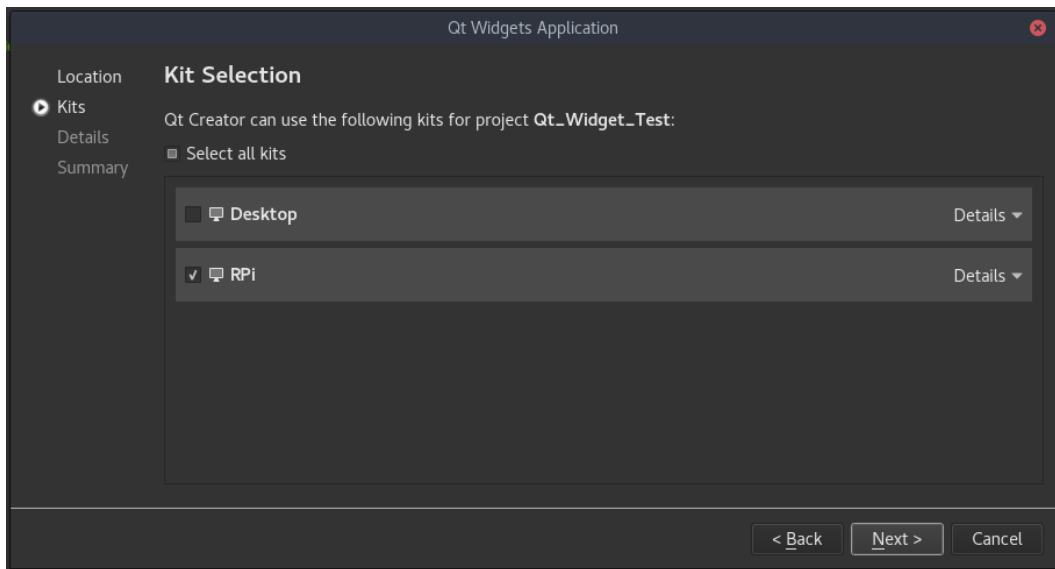 Qt Widgets Application
Location
Kits
Details
Summary
Kit Selection
Qt Creator can use the following kits for project Qt_Widget_Test:
Select all kits
Desktop
Details
RPi
Details
< Back
Next >
Cancel